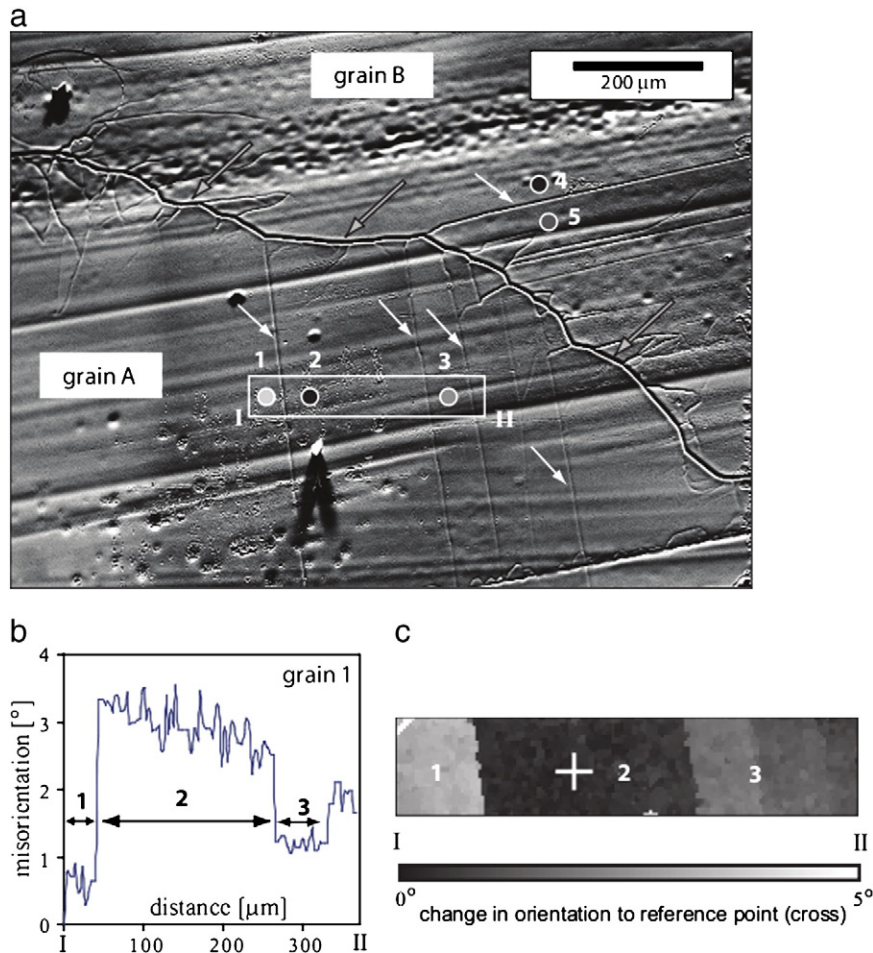 a
grain B
200 µm
4
5
1 2 3
grain A
I II
b
4
3
2
1
0
misorientation [°]
grain 1
1 2 3
distance [µm]
I 100 200 300 II
c
1 2 3
I II
0° 5°
change in orientation to reference point (cross)